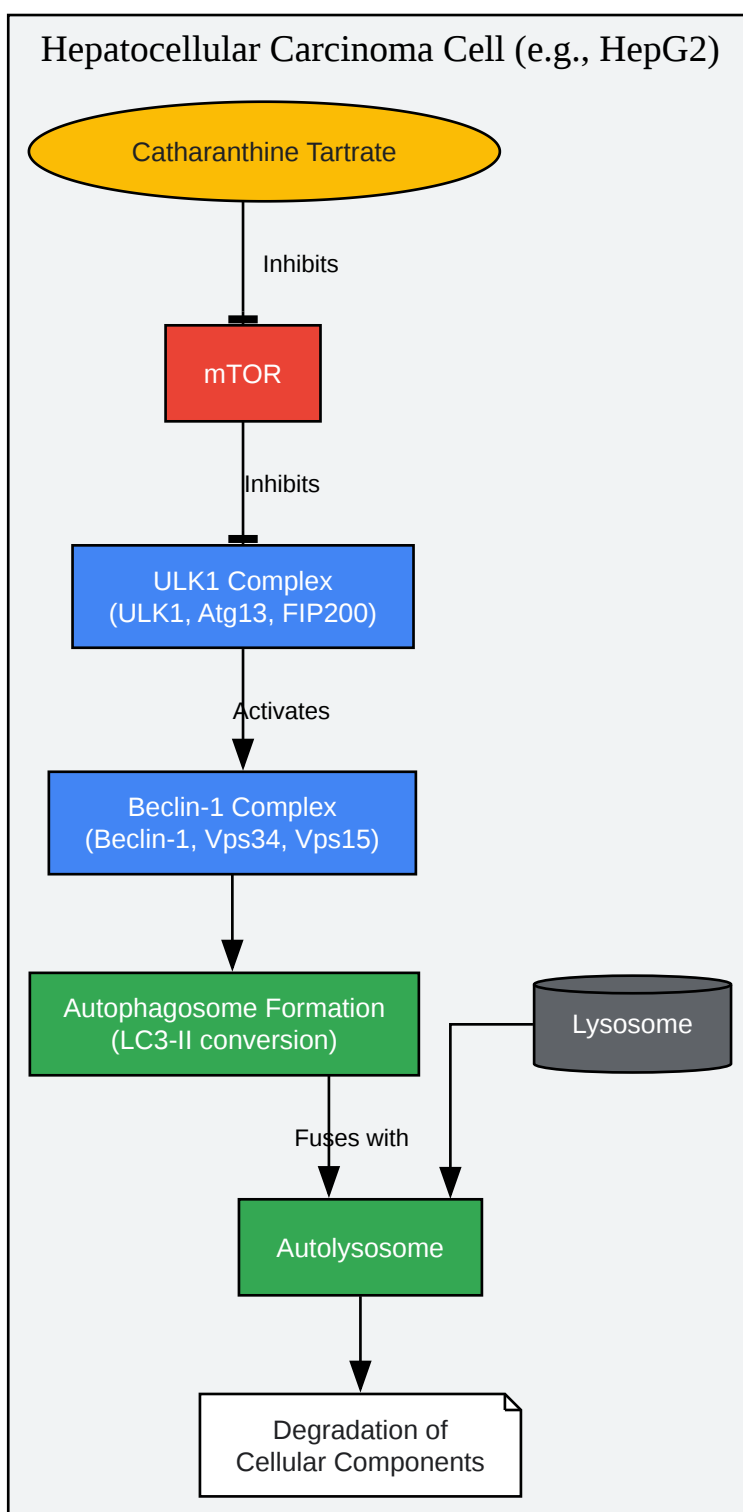 Hepatocellular Carcinoma Cell (e.g., HepG2)
Catharanthine Tartrate
Inhibits
mTOR
Inhibits
ULK1 Complex
(ULK1, Atg13, FIP200)
Activates
Beclin-1 Complex
(Beclin-1, Vps34, Vps15)
Autophagosome Formation
(LC3-II conversion)
Lysosome
Fuses with
Autolysosome
Degradation of
Cellular Components